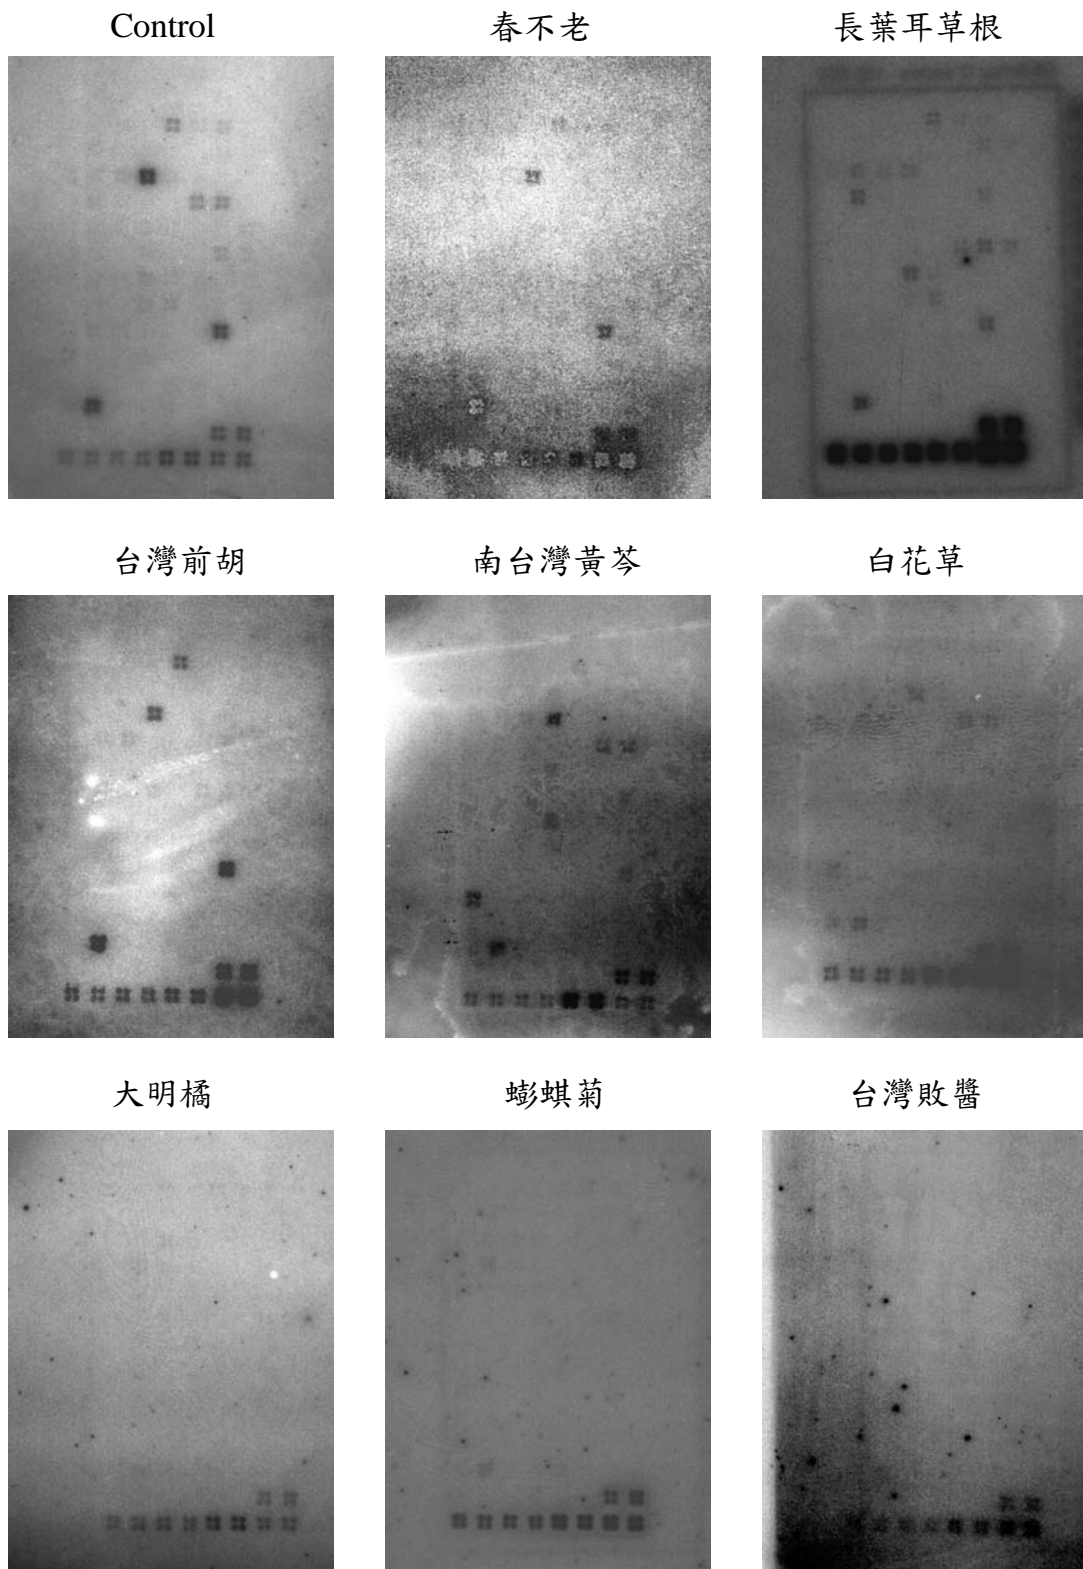 Control
春不老
長葉耳草根
台灣前胡
南台灣黃芩
白花草
大明橘
蟛蜞菊
台灣敗醬